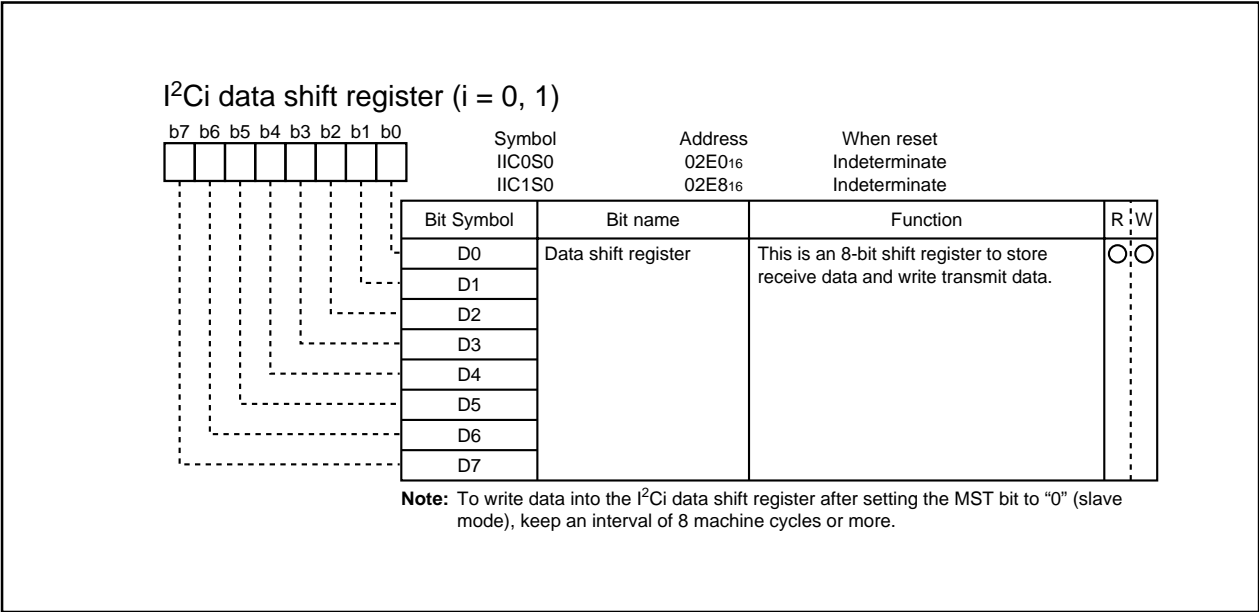 I²Ci data shift register (i = 0, 1)
b7 b6 b5 b4 b3 b2 b1 b0
Symbol Address When reset
IIC0S0 02E0₁₆ Indeterminate
IIC1S0 02E8₁₆ Indeterminate
Bit Symbol Bit name Function R W
D0 Data shift register This is an 8-bit shift register to store
receive data and write transmit data.
D1
D2
D3
D4
D5
D6
D7
Note: To write data into the I²Ci data shift register after setting the MST bit to “0” (slave
mode), keep an interval of 8 machine cycles or more.